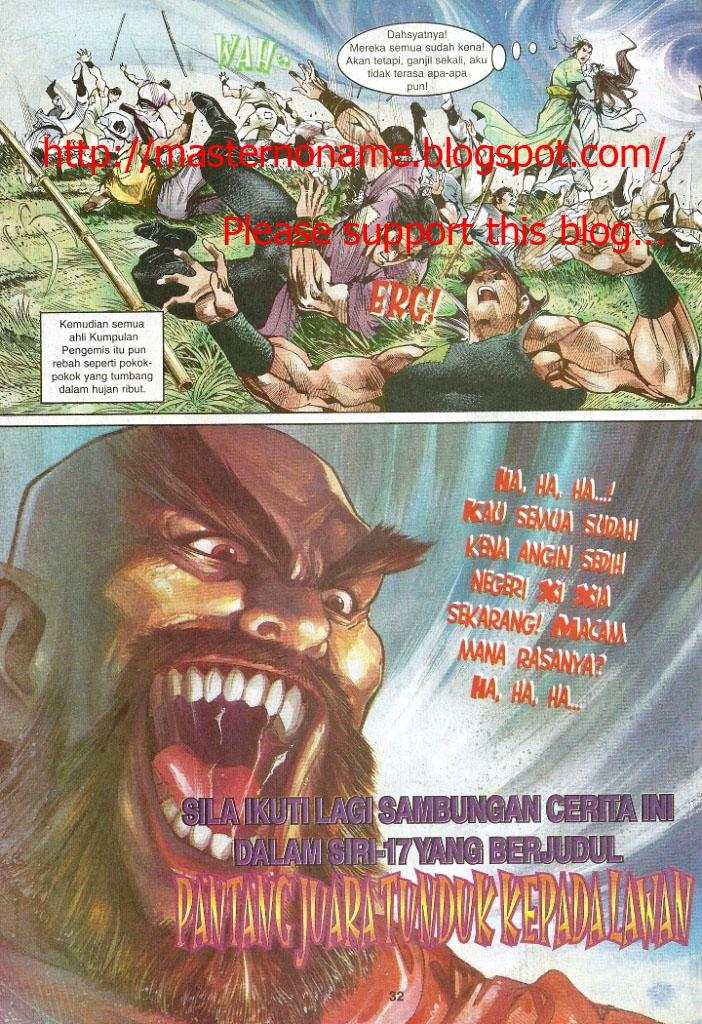 WAH!
Dahsyatnya!
Mereka semua sudah kena!
Akan tetapi, ganjil sekali, aku
tidak terasa apa-apa
pun!
http://masternoname.blogspot.com/
Please support this blog...
ERG!
Kemudian semua
ahli Kumpulan
Pengemis itu pun
rebah seperti pokok-
pokok yang tumbang
dalam hujan ribut.
HA, HA, HA...!
KAU SEMUA SUDAH
KENA ANGIN SEDIH
NEGERI XI XIA
SEKARANG! MACAM
MANA RASANYA?
HA, HA, HA...
SILA IKUTI LAGI SAMBUNGAN CERITA INI
DALAM SIRI-17 YANG BERJUDUL
PANTANG JUARA TUNDUK KEPADA LAWAN
32